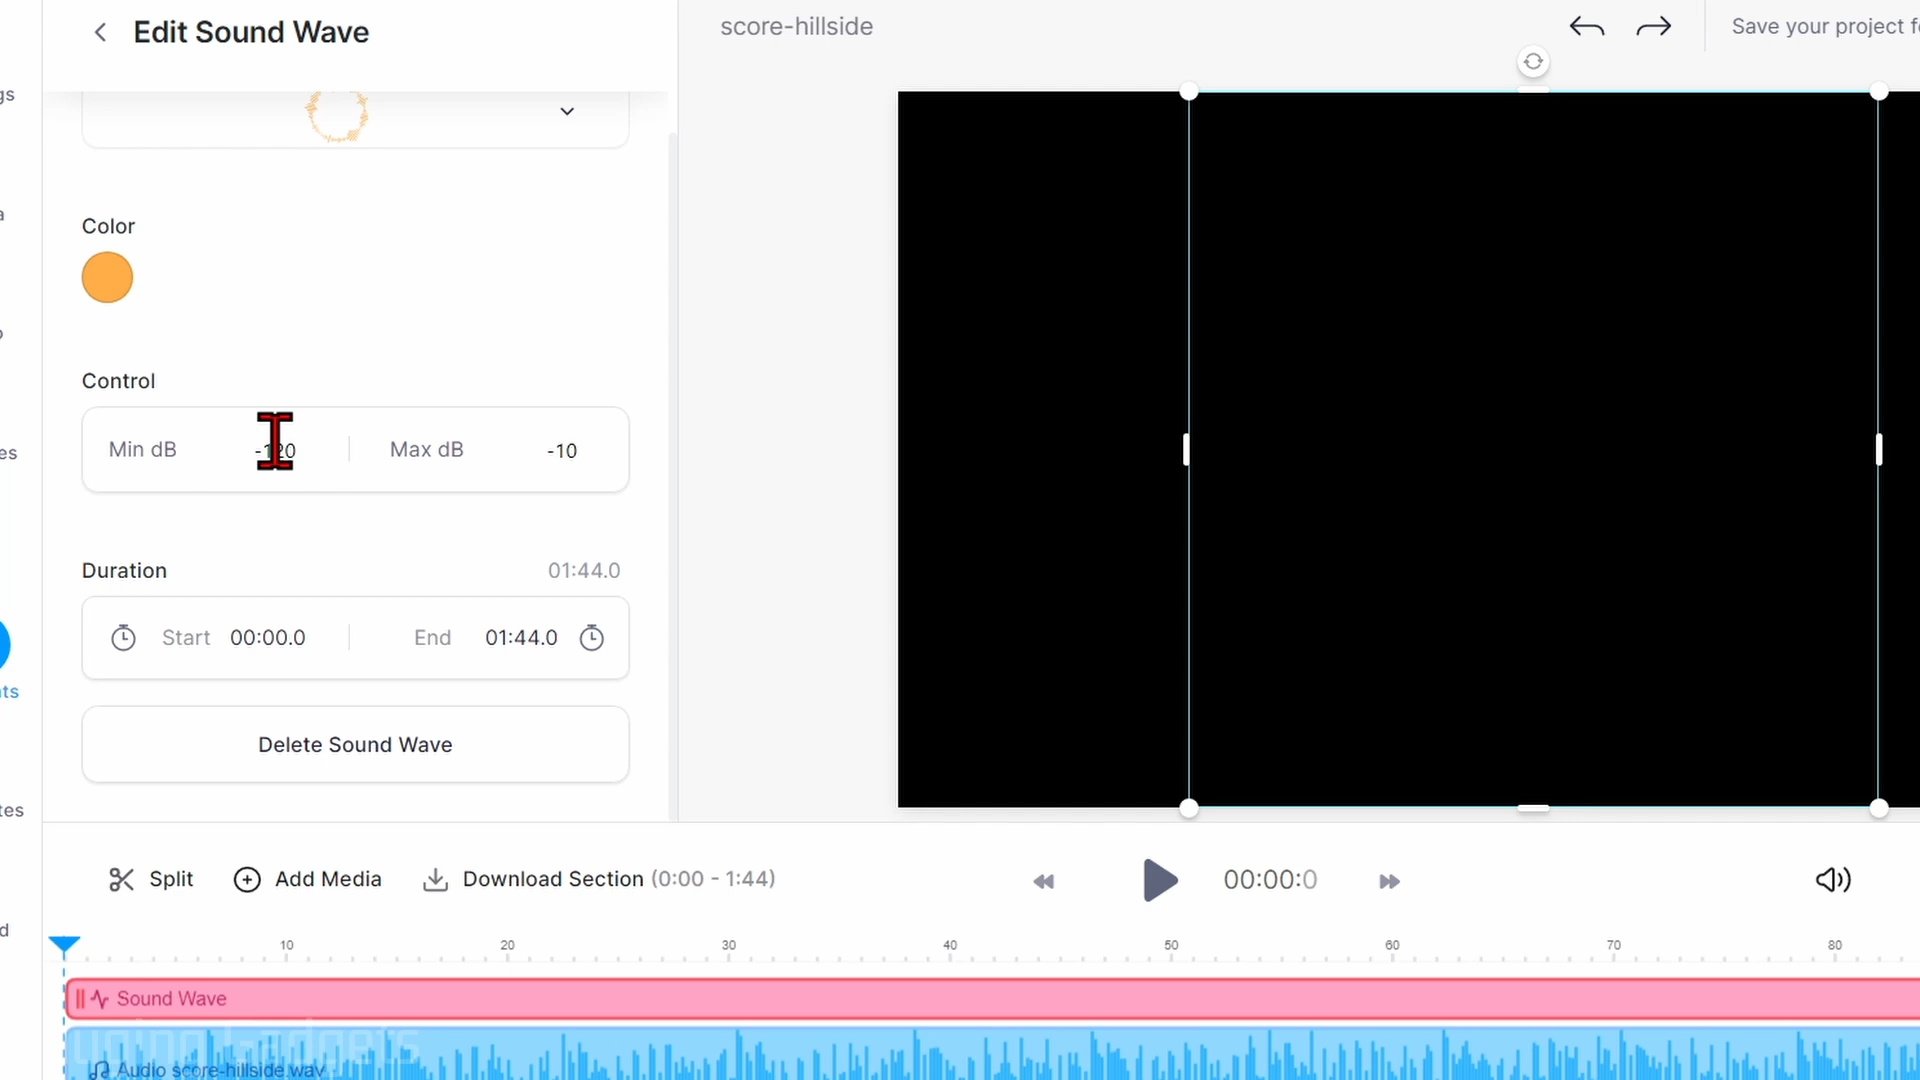 Edit Sound Wave
score-hillside
Save your project f
gs
a
o
es
ts
tes
d
Color
Control
Min dB -120 Max dB -10
Duration 01:44.0
Start 00:00.0 End 01:44.0
Delete Sound Wave
Split Add Media Download Section (0:00 - 1:44) 00:00:0
10 20 30 40 50 60 70 80
Sound Wave
Audio score-hillside.wav